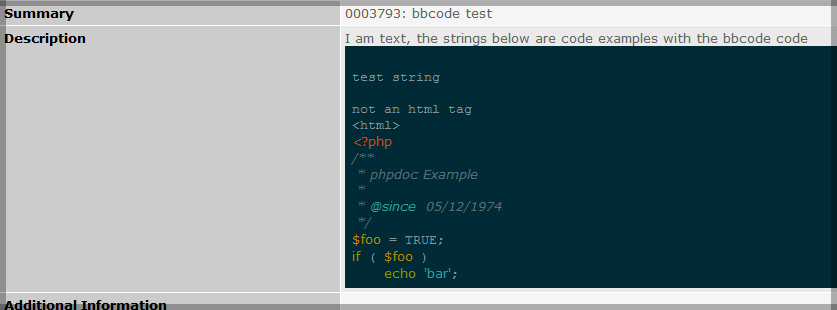 Summary 0003793: bbcode test
Description I am text, the strings below are code examples with the bbcode code
test string
not an html tag
<html>
<?php
/**
 * phpdoc Example
 *
 * @since 05/12/1974
 */
$foo = TRUE;
if ( $foo )
    echo 'bar';
Additional Information